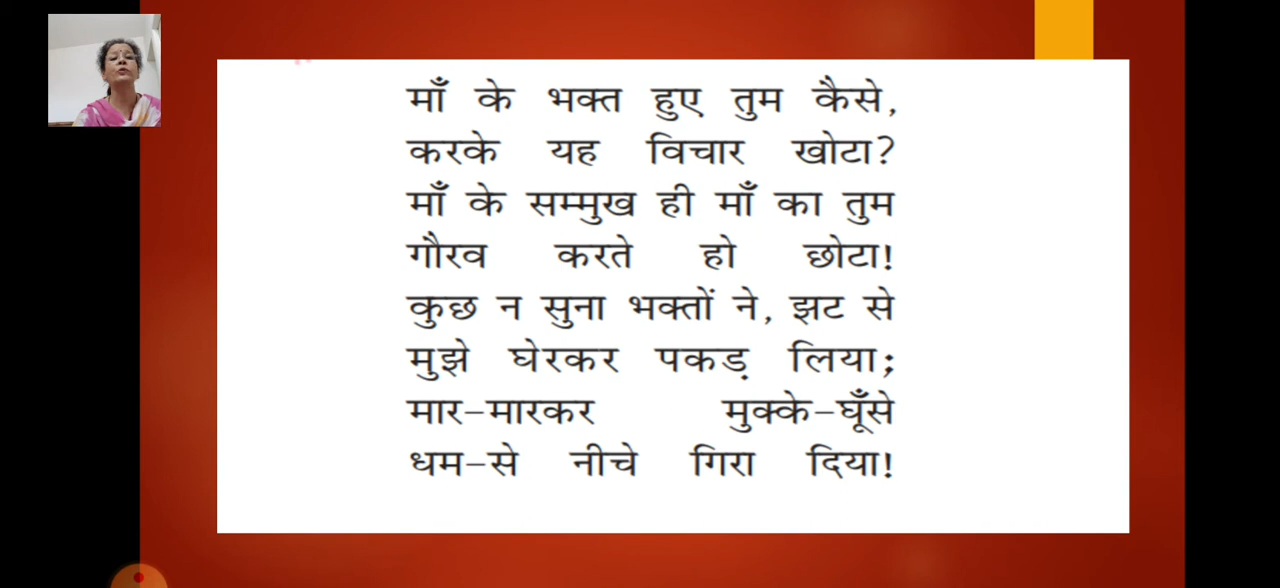 माँ के भक्त हुए तुम कैसे,
करके यह विचार खोटा?
माँ के सम्मुख ही माँ का तुम
गौरव करते हो छोटा!
कुछ न सुना भक्तों ने, झट से
मुझे घेरकर पकड़ लिया;
मार-मारकर मुक्के-घूँसे
धम-से नीचे गिरा दिया!